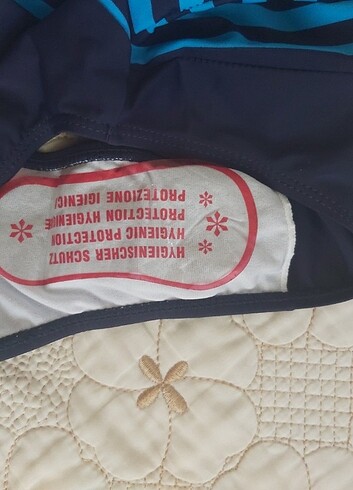 HYGIENISCHER SCHUTZ
HYGIENIC PROTECTION
PROTECTION HYGIENIQUE
PROTEZIONE IGIENICA